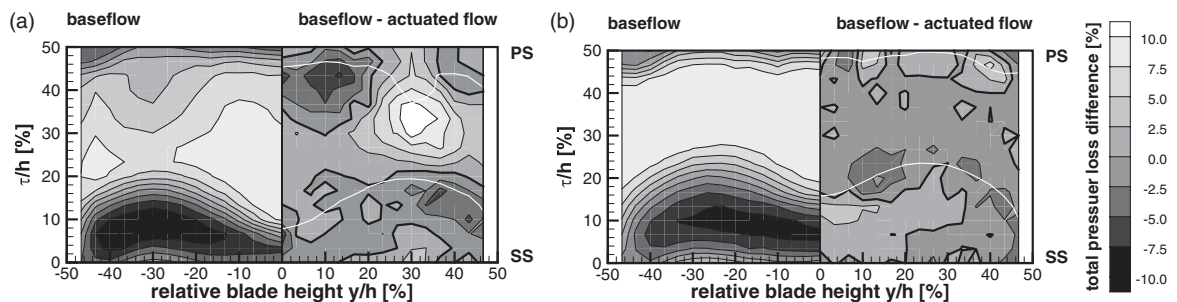 (a)
baseflow
baseflow - actuated flow
50
40
30
20
10
0
τ/h [%]
PS
SS
-50 -40 -30 -20 -10 0 10 20 30 40 50
relative blade height y/h [%]
(b)
baseflow
baseflow - actuated flow
50
40
30
20
10
0
τ/h [%]
PS
SS
-50 -40 -30 -20 -10 0 10 20 30 40 50
relative blade height y/h [%]
total pressuer loss difference [%]
10.0
7.5
5.0
2.5
0.0
-2.5
-5.0
-7.5
-10.0